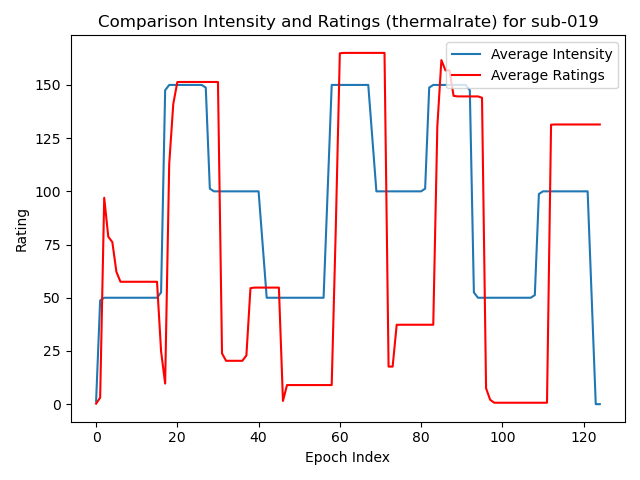 Comparison Intensity and Ratings (thermalrate) for sub-019
Average Intensity
Average Ratings
Rating
150
125
100
75
50
25
0
0 20 40 60 80 100 120
Epoch Index